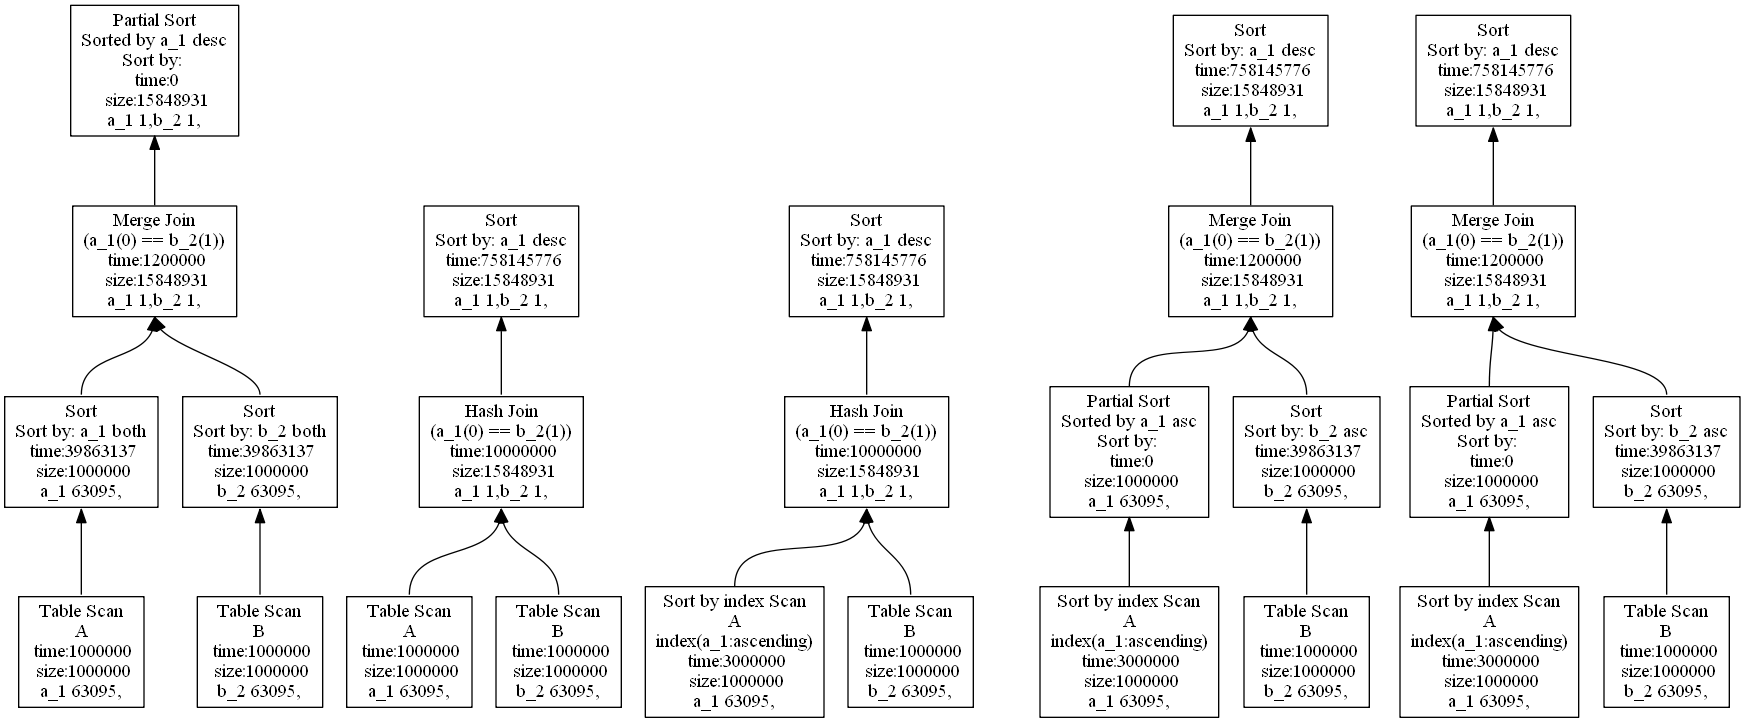 Partial Sort
Sorted by a_1 desc
Sort by:
time:0
size:15848931
a_1 1,b_2 1,
Sort
Sort by: a_1 desc
time:758145776
size:15848931
a_1 1,b_2 1,
Sort
Sort by: a_1 desc
time:758145776
size:15848931
a_1 1,b_2 1,
Merge Join
(a_1(0) == b_2(1))
time:1200000
size:15848931
a_1 1,b_2 1,
Sort
Sort by: a_1 desc
time:758145776
size:15848931
a_1 1,b_2 1,
Sort
Sort by: a_1 desc
time:758145776
size:15848931
a_1 1,b_2 1,
Merge Join
(a_1(0) == b_2(1))
time:1200000
size:15848931
a_1 1,b_2 1,
Merge Join
(a_1(0) == b_2(1))
time:1200000
size:15848931
a_1 1,b_2 1,
Sort
Sort by: a_1 both
time:39863137
size:1000000
a_1 63095,
Sort
Sort by: b_2 both
time:39863137
size:1000000
b_2 63095,
Hash Join
(a_1(0) == b_2(1))
time:10000000
size:15848931
a_1 1,b_2 1,
Hash Join
(a_1(0) == b_2(1))
time:10000000
size:15848931
a_1 1,b_2 1,
Partial Sort
Sorted by a_1 asc
Sort by:
time:0
size:1000000
a_1 63095,
Sort
Sort by: b_2 asc
time:39863137
size:1000000
b_2 63095,
Partial Sort
Sorted by a_1 asc
Sort by:
time:0
size:1000000
a_1 63095,
Sort
Sort by: b_2 asc
time:39863137
size:1000000
b_2 63095,
Table Scan
A
time:1000000
size:1000000
a_1 63095,
Table Scan
B
time:1000000
size:1000000
b_2 63095,
Table Scan
A
time:1000000
size:1000000
a_1 63095,
Table Scan
B
time:1000000
size:1000000
b_2 63095,
Sort by index Scan
A
index(a_1:ascending)
time:3000000
size:1000000
a_1 63095,
Table Scan
B
time:1000000
size:1000000
b_2 63095,
Sort by index Scan
A
index(a_1:ascending)
time:3000000
size:1000000
a_1 63095,
Table Scan
B
time:1000000
size:1000000
b_2 63095,
Sort by index Scan
A
index(a_1:ascending)
time:3000000
size:1000000
a_1 63095,
Table Scan
B
time:1000000
size:1000000
b_2 63095,